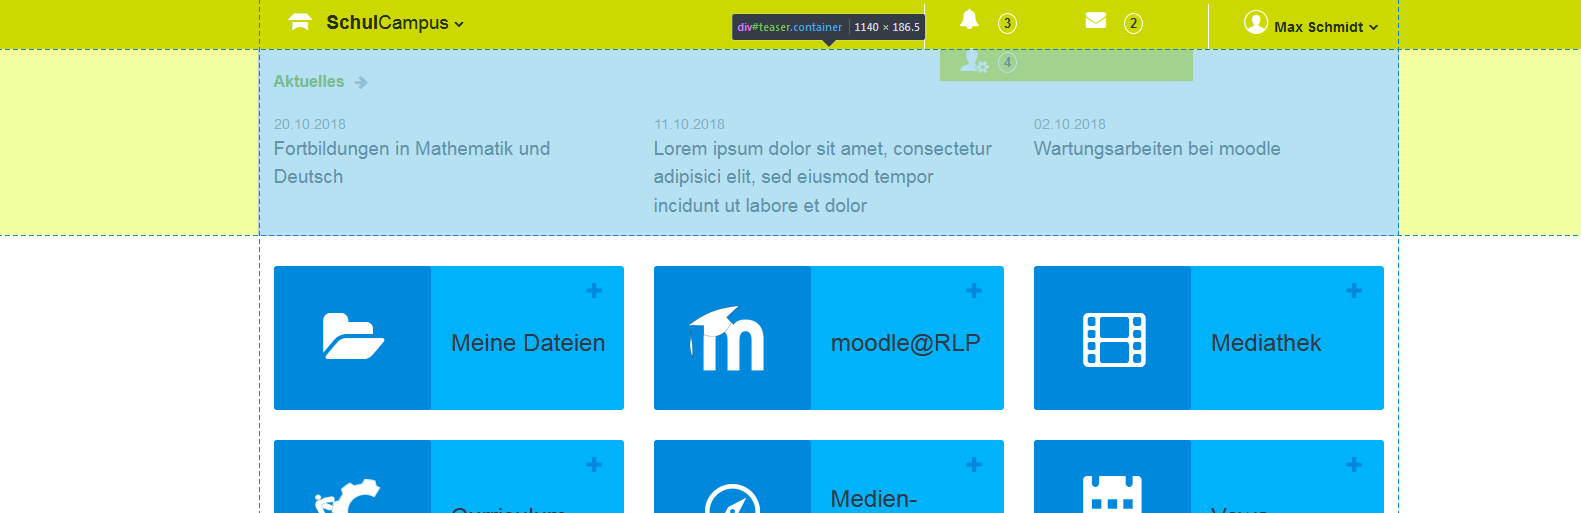 SchulCampus
div#teaser.container 1140 × 186.5
3
2
Max Schmidt
4
Aktuelles
20.10.2018
Fortbildungen in Mathematik und
Deutsch
11.10.2018
Lorem ipsum dolor sit amet, consectetur
adipisici elit, sed eiusmod tempor
incidunt ut labore et dolor
02.10.2018
Wartungsarbeiten bei moodle
Meine Dateien
moodle@RLP
Mediathek
Curriculum
Medien-